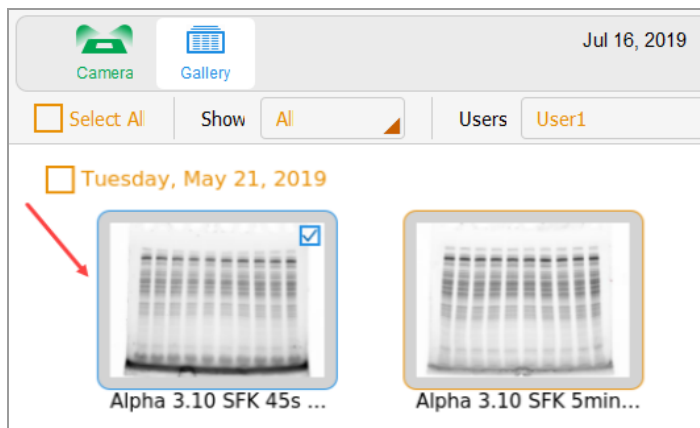 Jul 16, 2019
Camera
Gallery
Select All
Show
All
Users
User1
Tuesday, May 21, 2019
Alpha 3.10 SFK 45s ...
Alpha 3.10 SFK 5min...